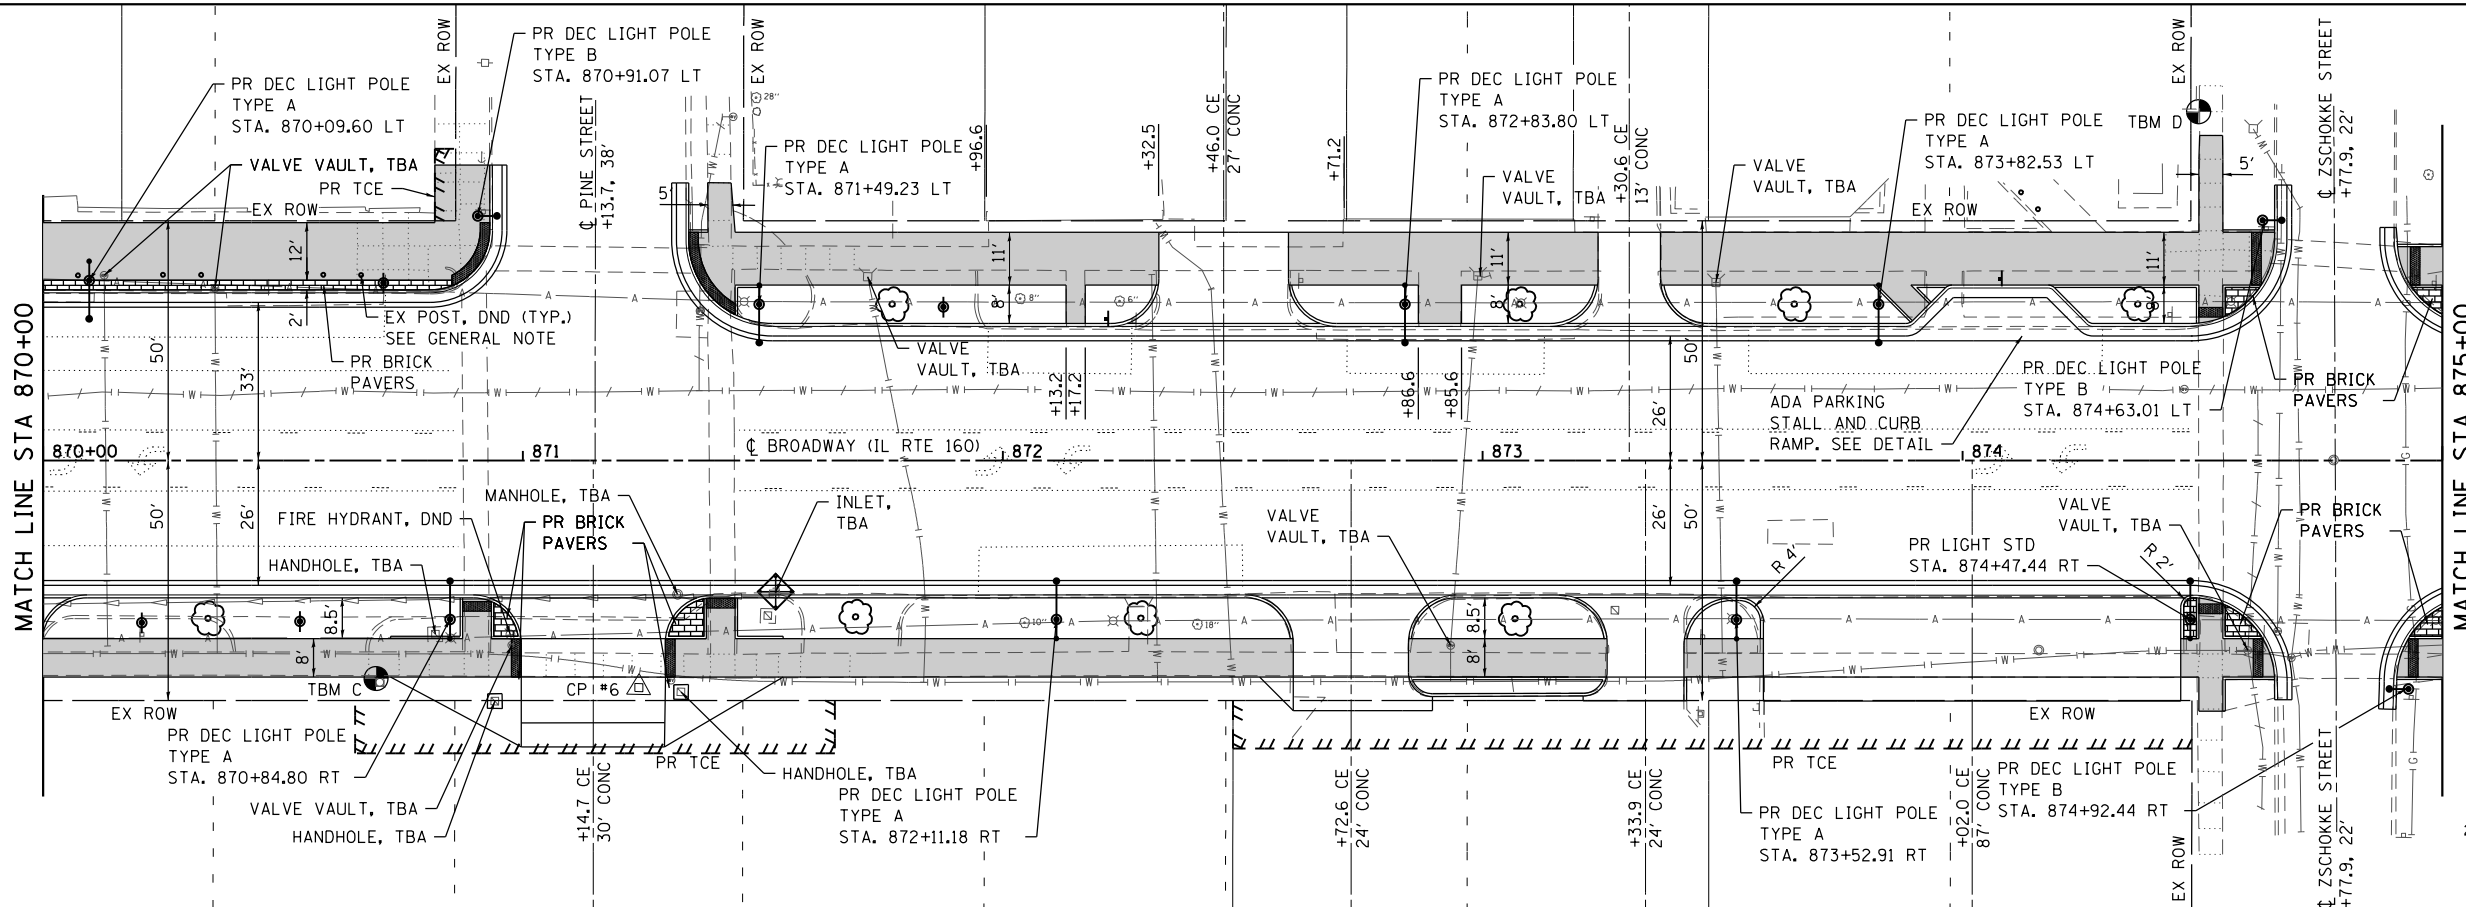 EX ROW
PR DEC LIGHT POLE
TYPE B
STA. 870+91.07 LT
EX ROW
PR DEC LIGHT POLE
TYPE A
STA. 870+09.60 LT
VALVE VAULT, TBA
PR TCE
EX ROW
℄ PINE STREET
+13.7, 38'
28"
PR DEC LIGHT POLE
TYPE A
STA. 871+49.23 LT
+96.6
+32.5
+46.0 CE
27' CONC
+71.2
PR DEC LIGHT POLE
TYPE A
STA. 872+83.80 LT
VALVE
VAULT, TBA
+30.6 CE
13' CONC
VALVE
VAULT, TBA
PR DEC LIGHT POLE
TYPE A
STA. 873+82.53 LT
EX ROW
EX ROW
TBM D
5'
℄ ZSCHOKKE STREET
+77.9, 22'
5'
12'
2'
11'
8'
8"
6"
11'
8'
11'
8'
EX POST, DND (TYP.)
SEE GENERAL NOTE
PR BRICK
PAVERS
VALVE
VAULT, TBA
+13.2
+17.2
+86.6
+85.6
50'
33'
50'
26'
ADA PARKING
STALL AND CURB
RAMP. SEE DETAIL
PR DEC LIGHT POLE
TYPE B
STA. 874+63.01 LT
PR BRICK
PAVERS
MATCH LINE STA 870+00
MATCH LINE STA 875+00
870+00
871
℄ BROADWAY (IL RTE 160)
872
873
874
50'
26'
26'
50'
MANHOLE, TBA
FIRE HYDRANT, DND
PR BRICK
PAVERS
HANDHOLE, TBA
INLET,
TBA
VALVE
VAULT, TBA
R 4'
PR LIGHT STD
STA. 874+47.44 RT
R 2'
VALVE
VAULT, TBA
PR BRICK
PAVERS
8.5'
8'
10"
18"
8.5'
8'
TBM C
CP #6
EX ROW
EX ROW
PR DEC LIGHT POLE
TYPE A
STA. 870+84.80 RT
VALVE VAULT, TBA
HANDHOLE, TBA
+14.7 CE
30' CONC
PR TCE
HANDHOLE, TBA
PR DEC LIGHT POLE
TYPE A
STA. 872+11.18 RT
+72.6 CE
24' CONC
+33.9 CE
24' CONC
PR TCE
PR DEC LIGHT POLE
TYPE A
STA. 873+52.91 RT
+02.0 CE
87' CONC
PR DEC LIGHT POLE
TYPE B
STA. 874+92.44 RT
EX ROW
℄ ZSCHOKKE STREET
+77.9, 22'